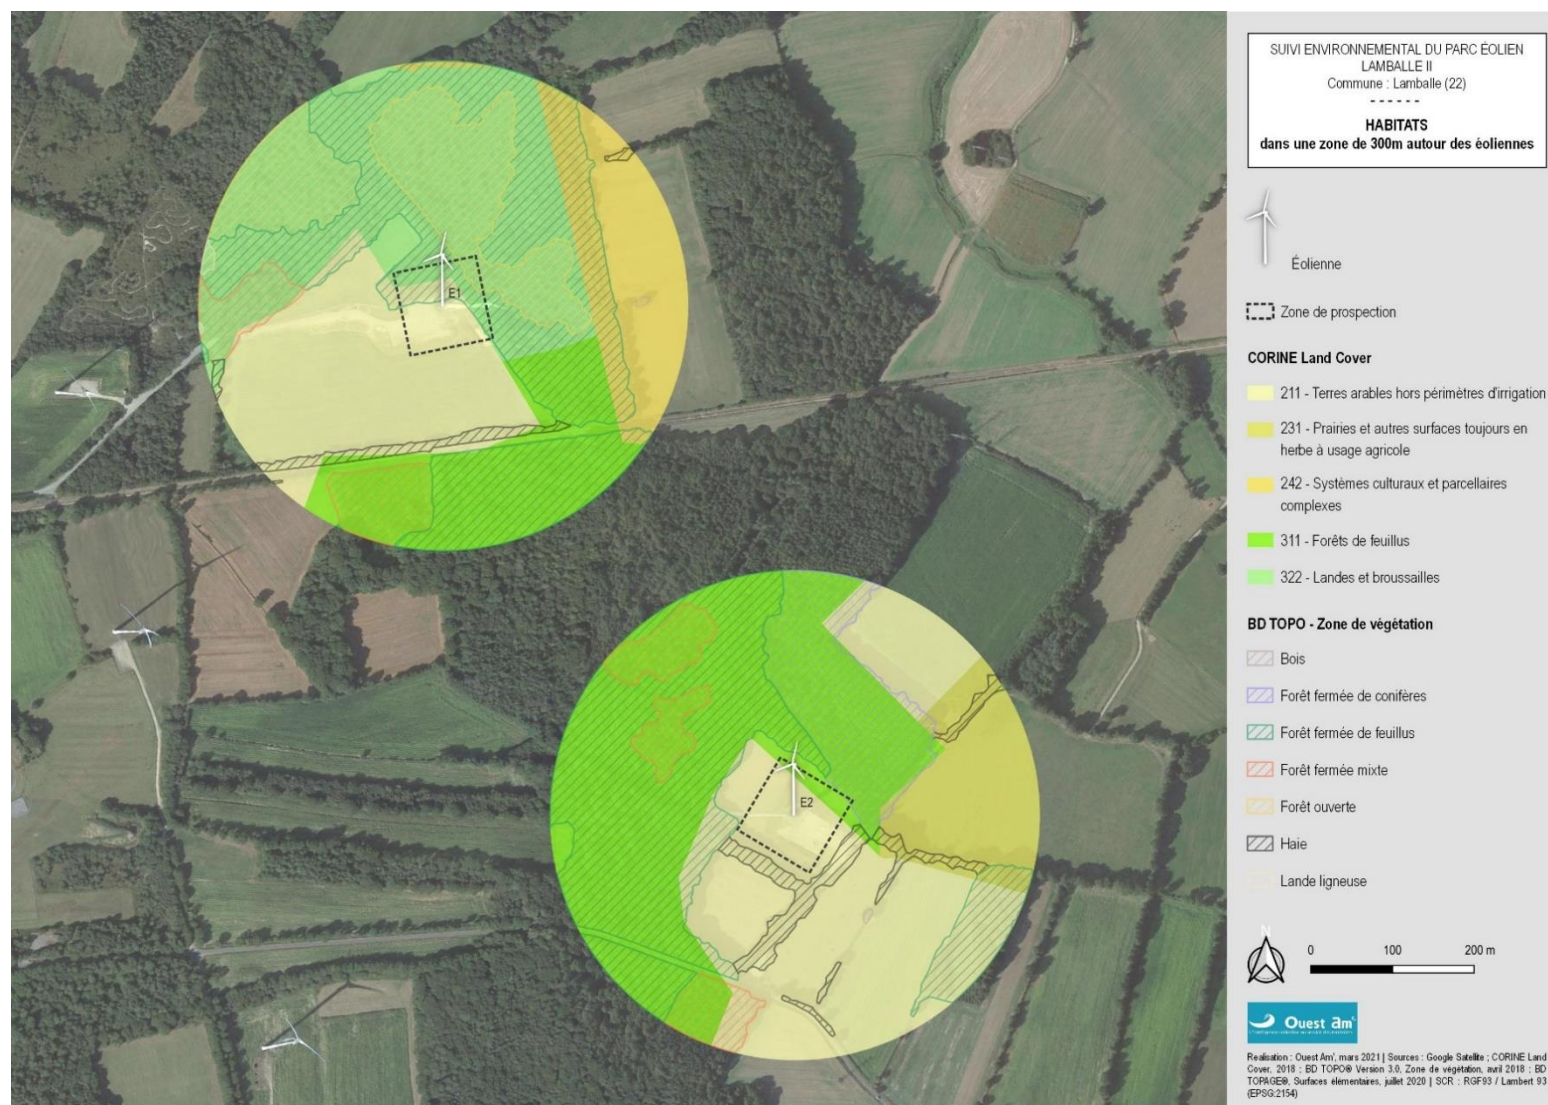 SUIVI ENVIRONNEMENTAL DU PARC ÉOLIEN
LAMBALLE II
Commune : Lamballe (22)
------
HABITATS
dans une zone de 300m autour des éoliennes
Éolienne
Zone de prospection
CORINE Land Cover
211 - Terres arables hors périmètres d'irrigation
231 - Prairies et autres surfaces toujours en
herbe à usage agricole
242 - Systèmes culturaux et parcellaires
complexes
311 - Forêts de feuillus
322 - Landes et broussailles
BD TOPO - Zone de végétation
Bois
Forêt fermée de conifères
Forêt fermée de feuillus
Forêt fermée mixte
Forêt ouverte
Haie
Lande ligneuse
N
0 100 200 m
Ouest am'
Realisation : Ouest Am', mars 2021 | Sources : Google Satellite ; CORINE Land
Cover, 2018 ; BD TOPO® Version 3.0, Zone de végétation, avril 2018 ; BD
TOPAGE®, Surfaces élémentaires, juillet 2020 | SCR : RGF93 / Lambert 93
(EPSG:2154)
E1
E2